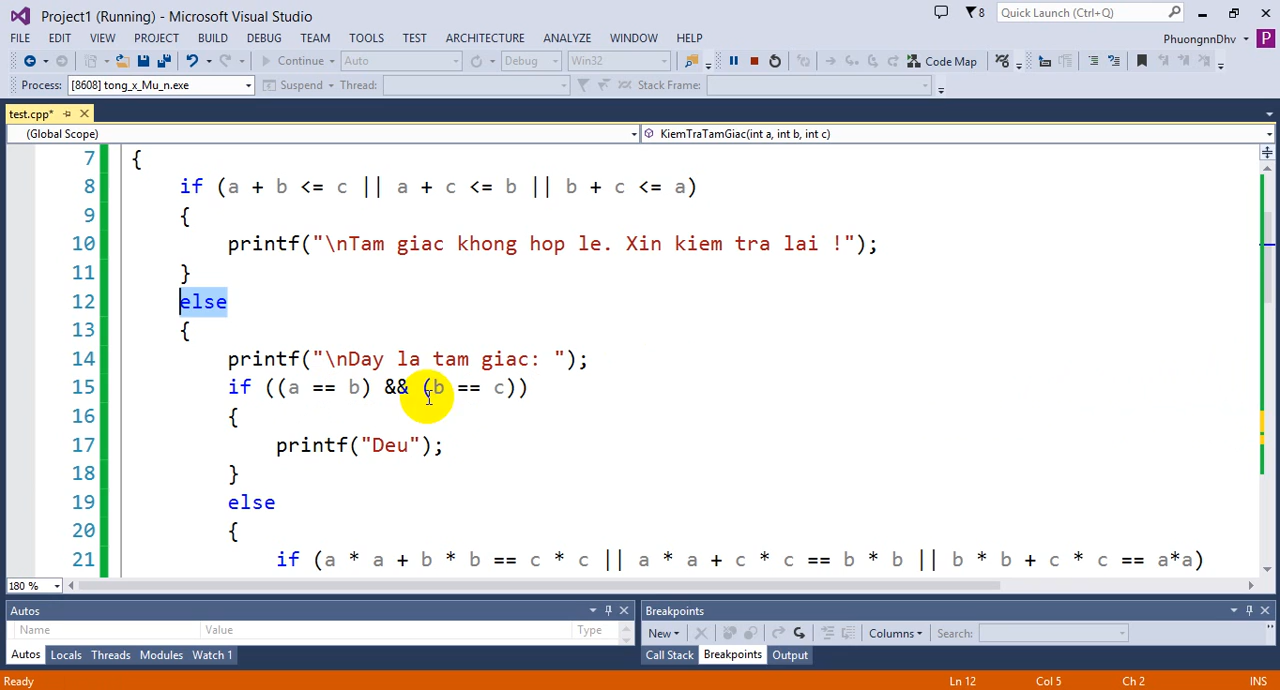 Project1 (Running) - Microsoft Visual Studio
8
Quick Launch (Ctrl+Q)
FILE EDIT VIEW PROJECT BUILD DEBUG TEAM TOOLS TEST ARCHITECTURE ANALYZE WINDOW HELP
PhuongnnDhv P
Continue Auto Debug Win32 Code Map
Process: [8608] tong_x_Mu_n.exe Suspend Thread: Stack Frame:
test.cpp*
(Global Scope) KiemTraTamGiac(int a, int b, int c)
7 {
8 if (a + b <= c || a + c <= b || b + c <= a)
9 {
10 printf("\nTam giac khong hop le. Xin kiem tra lai !");
11 }
12 else
13 {
14 printf("\nDay la tam giac: ");
15 if ((a == b) && (b == c))
16 {
17 printf("Deu");
18 }
19 else
20 {
21 if (a * a + b * b == c * c || a * a + c * c == b * b || b * b + c * c == a*a)
180 %
Autos
Name Value Type
Autos Locals Threads Modules Watch 1
Breakpoints
New Columns Search:
Call Stack Breakpoints Output
Ready Ln 12 Col 5 Ch 2 INS